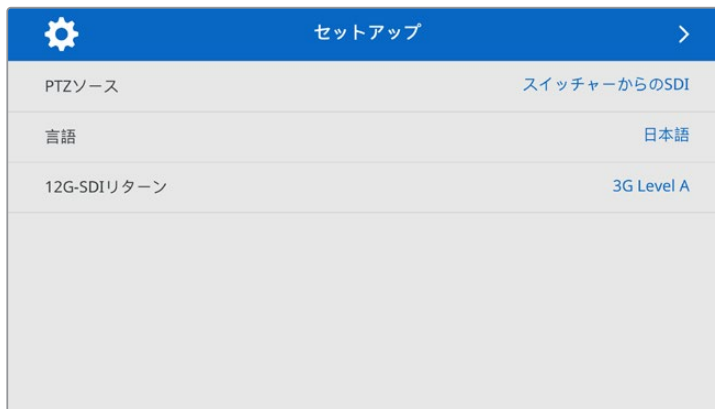 セットアップ
PTZソース スイッチャーからのSDI
言語 日本語
12G-SDIリターン 3G Level A